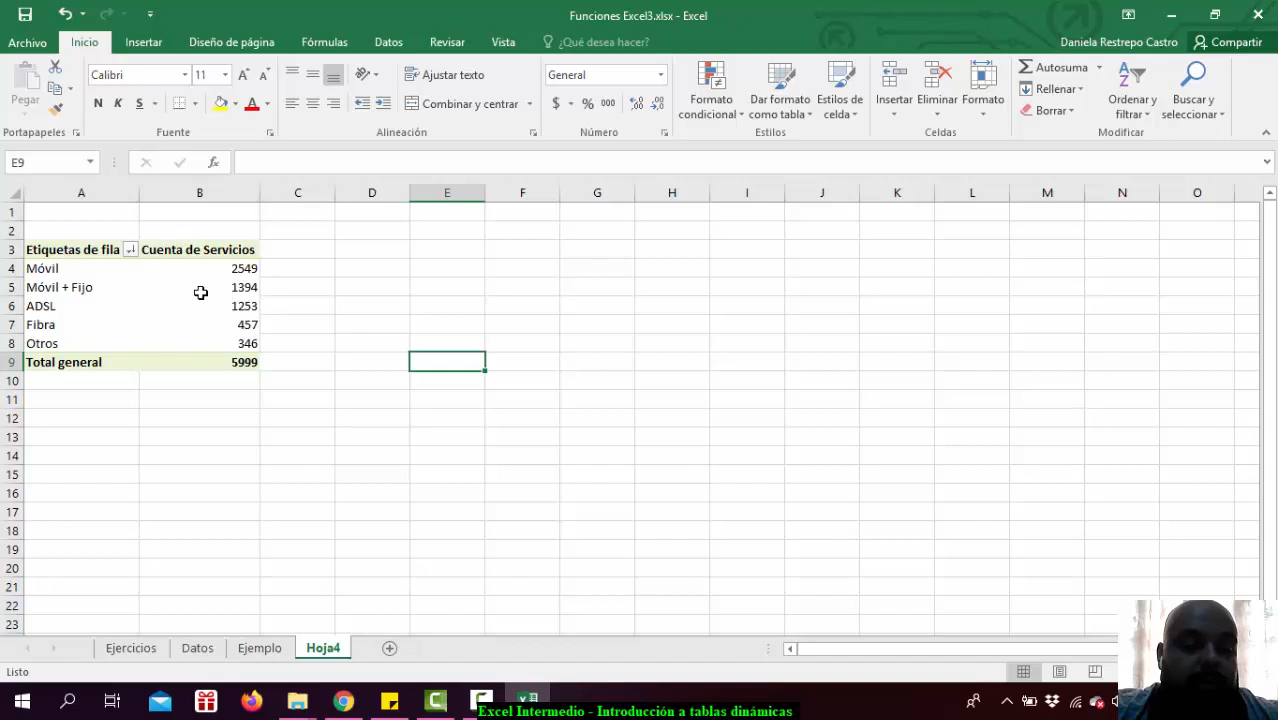 Funciones Excel3.xlsx - Excel
Archivo Inicio Insertar Diseño de página Fórmulas Datos Revisar Vista ¿Qué desea hacer? Daniela Restrepo Castro Compartir
Pegar
Portapapeles
Calibri 11
N K S
Fuente
Ajustar texto
Combinar y centrar
Alineación
General
$ % 000
Número
Formato condicional
Dar formato como tabla
Estilos de celda
Estilos
Insertar Eliminar Formato
Celdas
Autosuma
Rellenar
Borrar
Ordenar y filtrar
Buscar y seleccionar
Modificar
E9 fx
A B C D E F G H I J K L M N O
1
2
3 Etiquetas de fila Cuenta de Servicios
4 Móvil 2549
5 Móvil + Fijo 1394
6 ADSL 1253
7 Fibra 457
8 Otros 346
9 Total general 5999
10
11
12
13
14
15
16
17
18
19
20
21
22
23
Ejercicios Datos Ejemplo Hoja4
Listo
Excel Intermedio - Introducción a tablas dinámicas